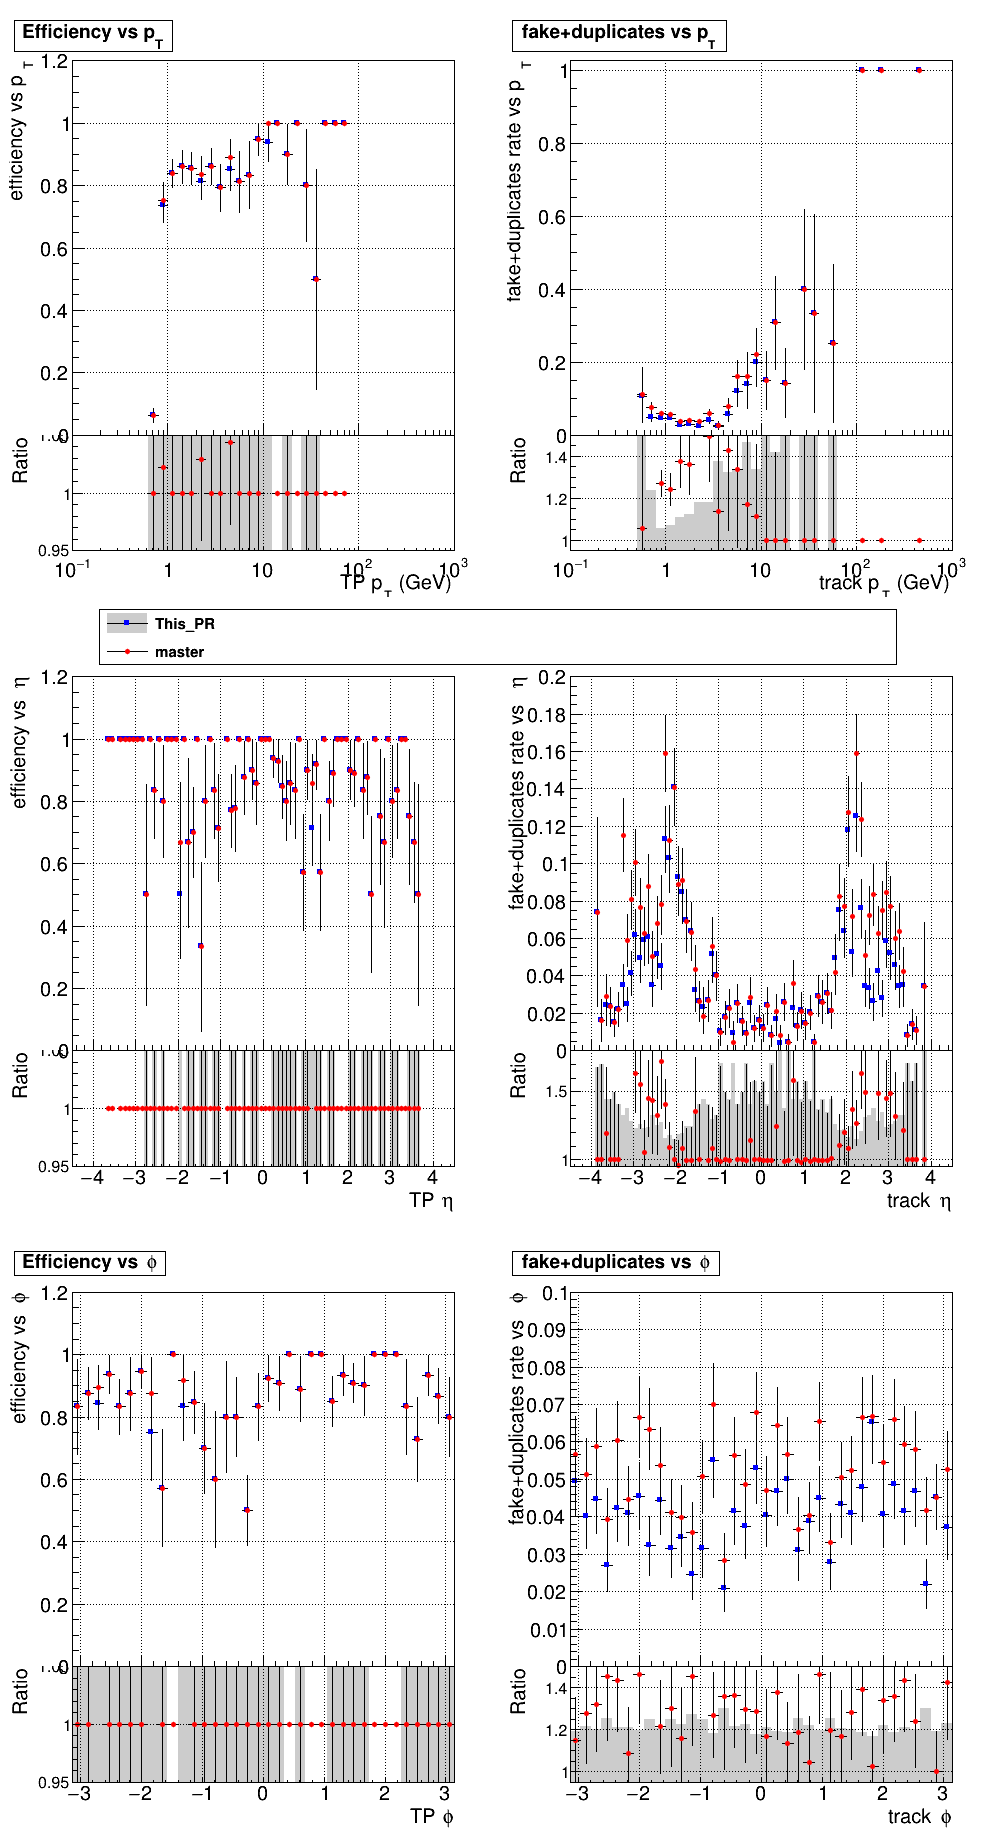 Efficiency vs p_T
fake+duplicates vs p_T
efficiency vs p_T
1.2
1
0.8
0.6
0.4
0.2
0
Ratio
1
0.95
10^-1 1 10 10^2 10^3
TP p_T (GeV)
fake+duplicates rate vs p_T
1
0.8
0.6
0.4
0.2
0
Ratio
1.4
1.2
1
10^-1 1 10 10^2 10^3
track p_T (GeV)
This_PR
master
efficiency vs η
1.2
1
0.8
0.6
0.4
0.2
0
Ratio
1
0.95
−4 −3 −2 −1 0 1 2 3 4
TP η
fake+duplicates rate vs η
0.2
0.18
0.16
0.14
0.12
0.1
0.08
0.06
0.04
0.02
0
Ratio
1.5
1
−4 −3 −2 −1 0 1 2 3 4
track η
Efficiency vs ϕ
fake+duplicates vs ϕ
efficiency vs ϕ
1.2
1
0.8
0.6
0.4
0.2
0
Ratio
1
0.95
−3 −2 −1 0 1 2 3
TP ϕ
fake+duplicates rate vs ϕ
0.1
0.09
0.08
0.07
0.06
0.05
0.04
0.03
0.02
0.01
0
Ratio
1.4
1.2
1
−3 −2 −1 0 1 2 3
track ϕ